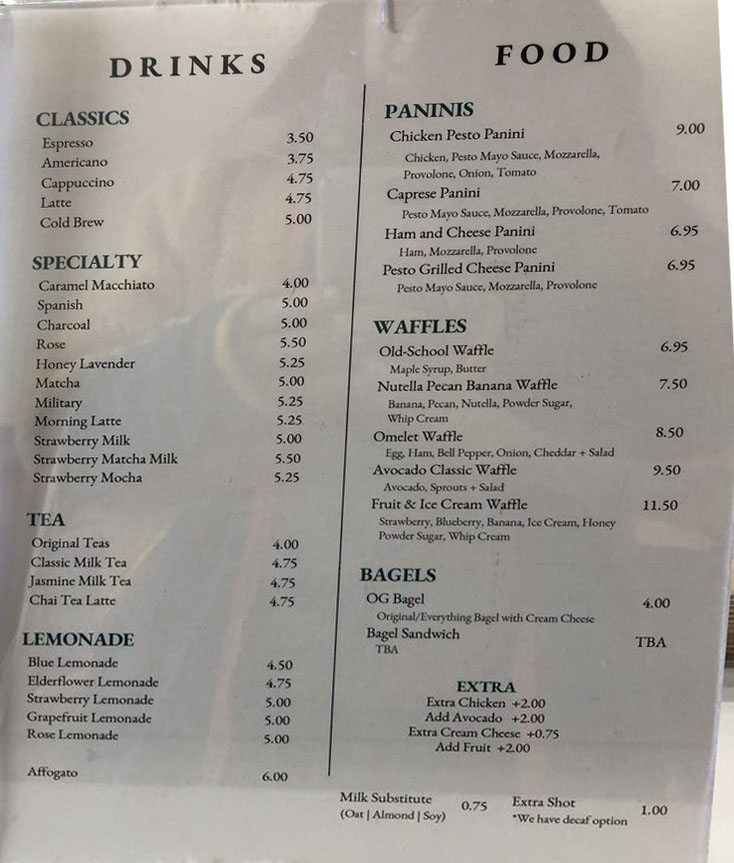 DRINKS
CLASSICS
Espresso 3.50
Americano 3.75
Cappuccino 4.75
Latte 4.75
Cold Brew 5.00
SPECIALTY
Caramel Macchiato 4.00
Spanish 5.00
Charcoal 5.00
Rose 5.50
Honey Lavender 5.25
Matcha 5.00
Military 5.25
Morning Latte 5.25
Strawberry Milk 5.00
Strawberry Matcha Milk 5.50
Strawberry Mocha 5.25
TEA
Original Teas 4.00
Classic Milk Tea 4.75
Jasmine Milk Tea 4.75
Chai Tea Latte 4.75
LEMONADE
Blue Lemonade 4.50
Elderflower Lemonade 4.75
Strawberry Lemonade 5.00
Grapefruit Lemonade 5.00
Rose Lemonade 5.00
Affogato 6.00
FOOD
PANINIS
Chicken Pesto Panini 9.00
Chicken, Pesto Mayo Sauce, Mozzarella,
Provolone, Onion, Tomato
Caprese Panini 7.00
Pesto Mayo Sauce, Mozzarella, Provolone, Tomato
Ham and Cheese Panini 6.95
Ham, Mozzarella, Provolone
Pesto Grilled Cheese Panini 6.95
Pesto Mayo Sauce, Mozzarella, Provolone
WAFFLES
Old-School Waffle 6.95
Maple Syrup, Butter
Nutella Pecan Banana Waffle 7.50
Banana, Pecan, Nutella, Powder Sugar,
Whip Cream
Omelet Waffle 8.50
Egg, Ham, Bell Pepper, Onion, Cheddar + Salad
Avocado Classic Waffle 9.50
Avocado, Sprouts + Salad
Fruit & Ice Cream Waffle 11.50
Strawberry, Blueberry, Banana, Ice Cream, Honey
Powder Sugar, Whip Cream
BAGELS
OG Bagel 4.00
Original/Everything Bagel with Cream Cheese
Bagel Sandwich TBA
TBA
EXTRA
Extra Chicken +2.00
Add Avocado +2.00
Extra Cream Cheese +0.75
Add Fruit +2.00
Milk Substitute 0.75
(Oat | Almond | Soy)
Extra Shot 1.00
*We have decaf option